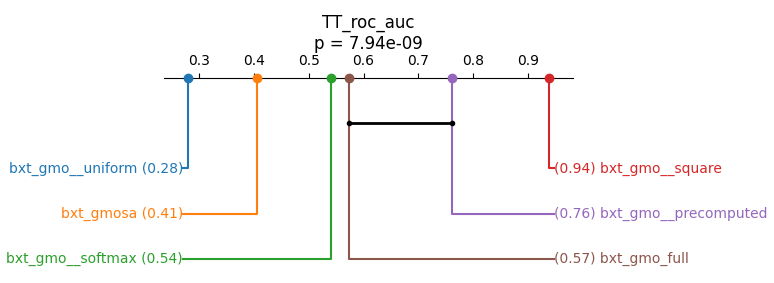 TT_roc_auc
p = 7.94e-09
0.3 0.4 0.5 0.6 0.7 0.8 0.9
bxt_gmo__uniform (0.28) (0.94) bxt_gmo__square
bxt_gmosa (0.41) (0.76) bxt_gmo__precomputed
bxt_gmo__softmax (0.54) (0.57) bxt_gmo_full